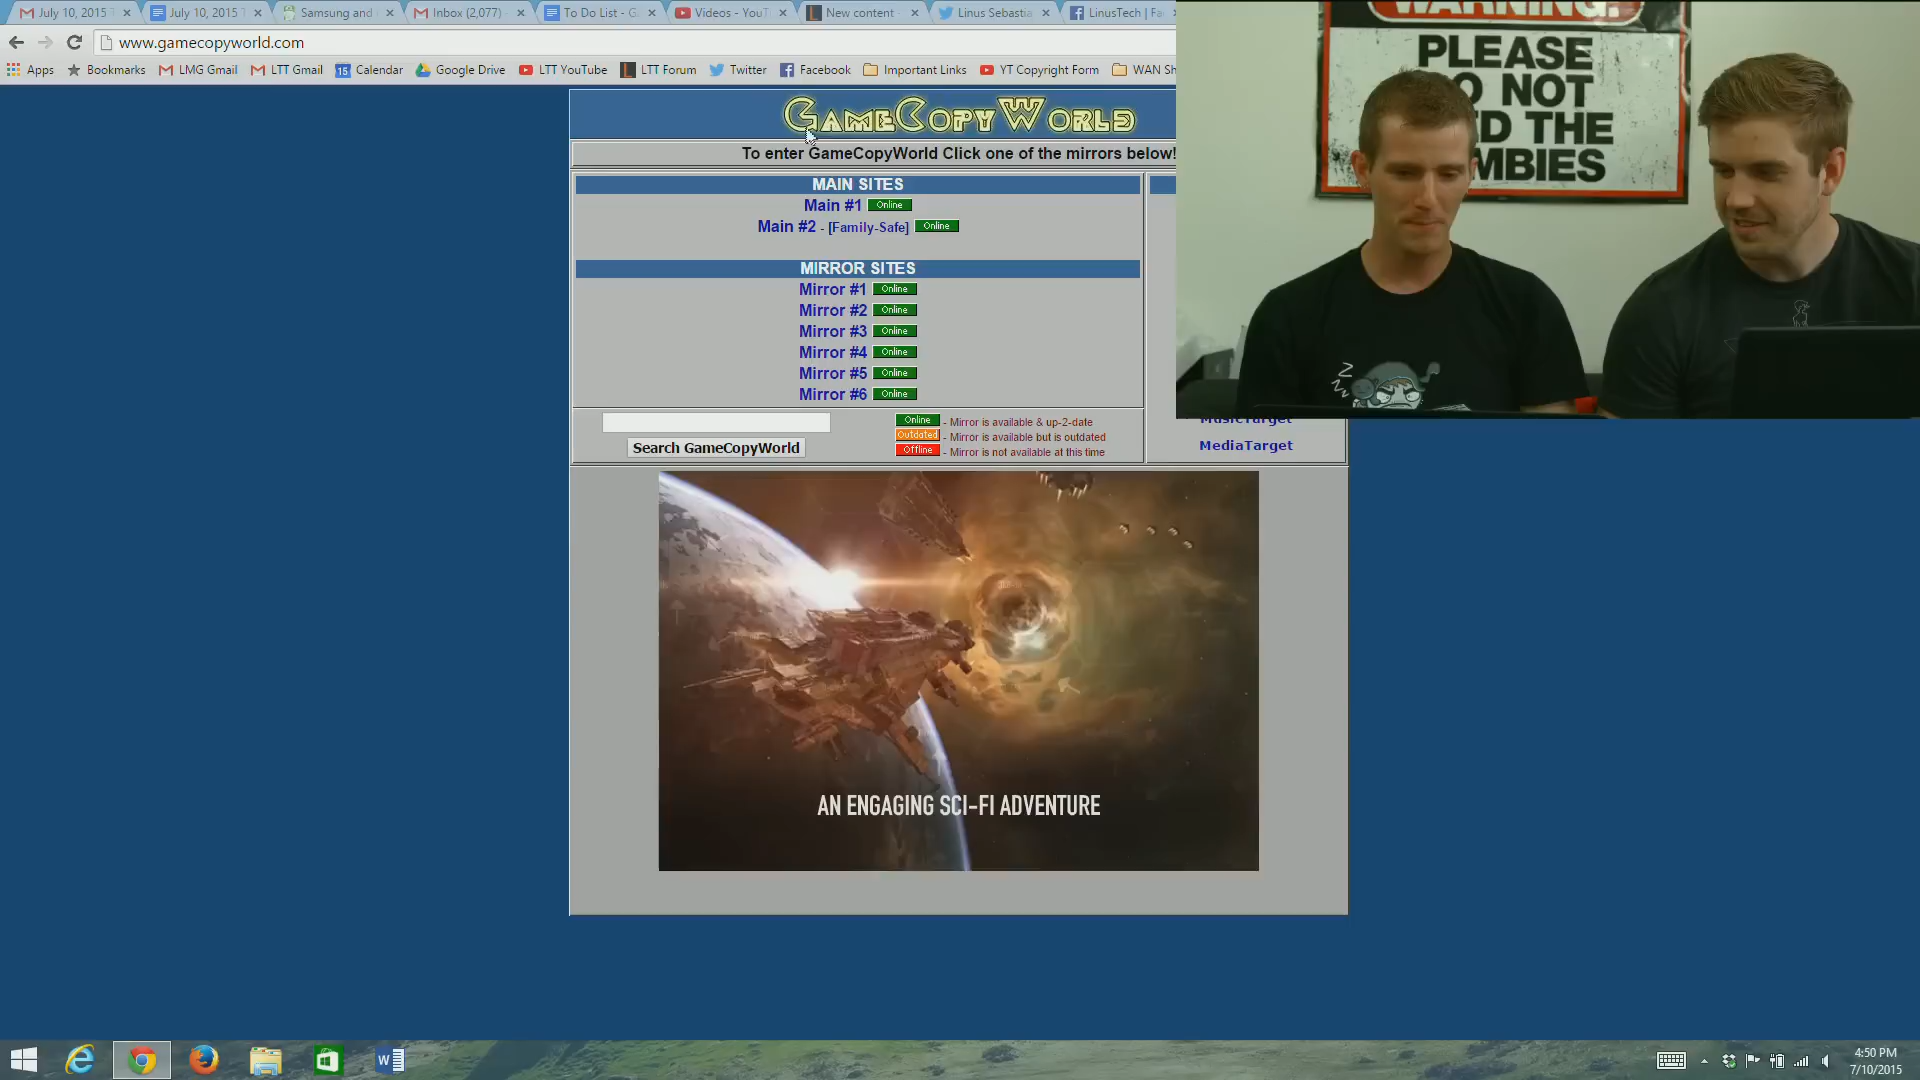 July 10, 2015 T
July 10, 2015 T
Samsung and
Inbox (2,077)
To Do List - G
Videos - YouT
New content
Linus Sebastia
LinusTech | Fa
www.gamecopyworld.com
Apps
Bookmarks
LMG Gmail
LTT Gmail
15
Calendar
Google Drive
LTT YouTube
LTT Forum
Twitter
Facebook
Important Links
YT Copyright Form
WAN Sh
WARNING!
PLEASE
DO NOT
THE
GAMECOPYWORLD
To enter GameCopyWorld Click one of the mirrors below!
MAIN SITES
Main #1 Online
Main #2 - [Family-Safe] Online
MIRROR SITES
Mirror #1 Online
Mirror #2 Online
Mirror #3 Online
Mirror #4 Online
Mirror #5 Online
Mirror #6 Online
Search GameCopyWorld
Online - Mirror is available & up-2-date
Outdated - Mirror is available but is outdated
Offline - Mirror is not available at this time
MusicTarget
MediaTarget
Z
Z
AN ENGAGING SCI-FI ADVENTURE
W
4:50 PM
7/10/2015